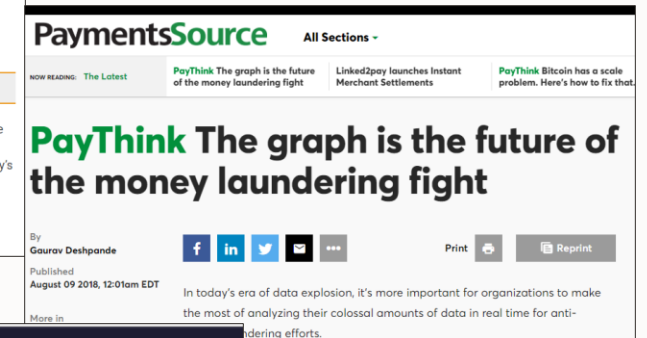 PaymentsSource
All Sections
NOW READING: The Latest
PayThink The graph is the future
of the money laundering fight
Linked2pay launches Instant
Merchant Settlements
PayThink Bitcoin has a scale
problem. Here's how to fix that.
PayThink The graph is the future of
the money laundering fight
By
Gaurav Deshpande
Published
August 09 2018, 12:01am EDT
More in
Print
Reprint
In today's era of data explosion, it's more important for organizations to make
the most of analyzing their colossal amounts of data in real time for anti-
ndering efforts.
e
y's